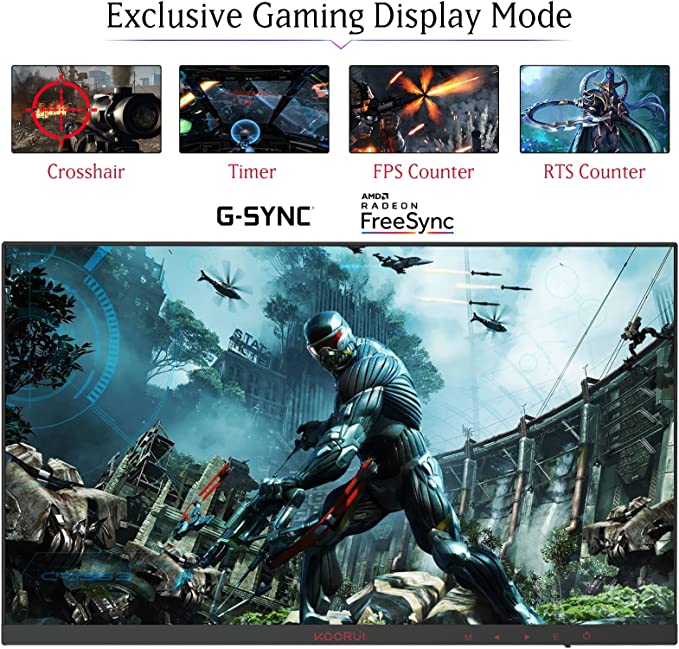 Exclusive Gaming Display Mode
Crosshair
Timer
FPS Counter
RTS Counter
G-SYNC
AMD
RADEON
FreeSync
KOORUI
M ◄ ► E